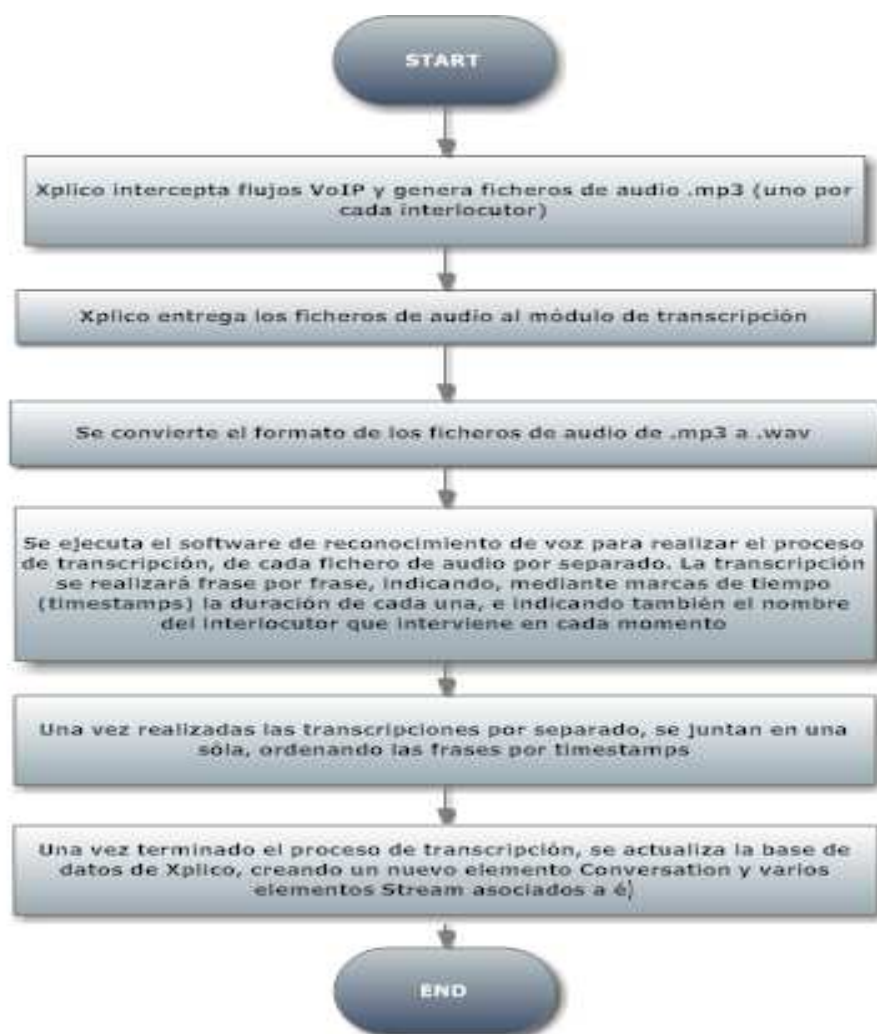 START
Xplico intercepta flujos VoIP y genera ficheros de audio .mp3 (uno por
cada interlocutor)
Xplico entrega los ficheros de audio al módulo de transcripción
Se convierte el formato de los ficheros de audio de .mp3 a .wav
Se ejecuta el software de reconocimiento de voz para realizar el proceso
de transcripción, de cada fichero de audio por separado. La transcripción
se realizará frase por frase, indicando, mediante marcas de tiempo
(timestamps) la duración de cada una, e indicando también el nombre
del interlocutor que interviene en cada momento
Una vez realizadas las transcripciones por separado, se juntan en una
sóla, ordenando las frases por timestamps
Una vez terminado el proceso de transcripción, se actualiza la base de
datos de Xplico, creando un nuevo elemento Conversation y varios
elementos Stream asociados a é)
END